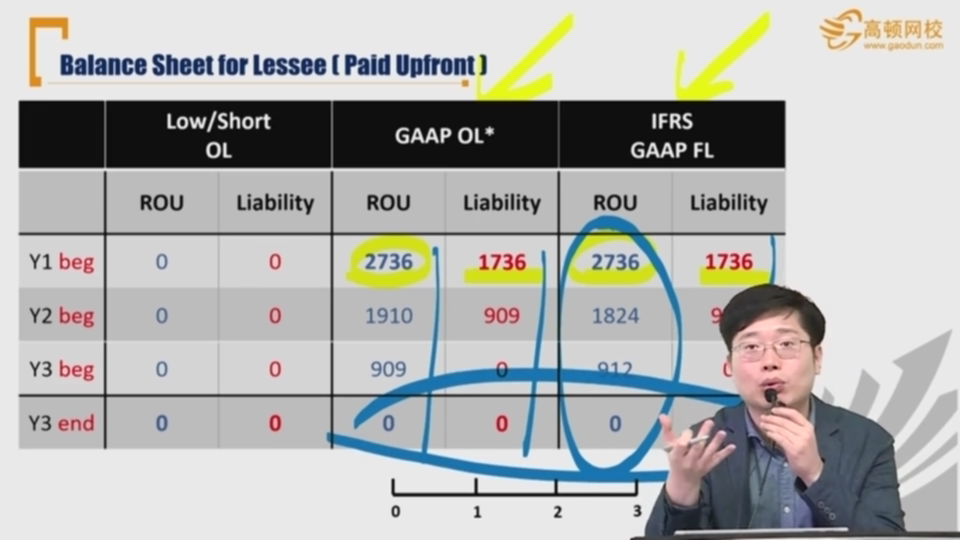 高顿网校
www.gaodun.com
Balance Sheet for Lessee ( Paid Upfront )
Low/Short OL GAAP OL* IFRS GAAP FL
ROU Liability ROU Liability ROU Liability
Y1 beg 0 0 2736 1736 2736 1736
Y2 beg 0 0 1910 909 1824 9
Y3 beg 0 0 909 0 912
Y3 end 0 0 0 0 0
0 1 2 3